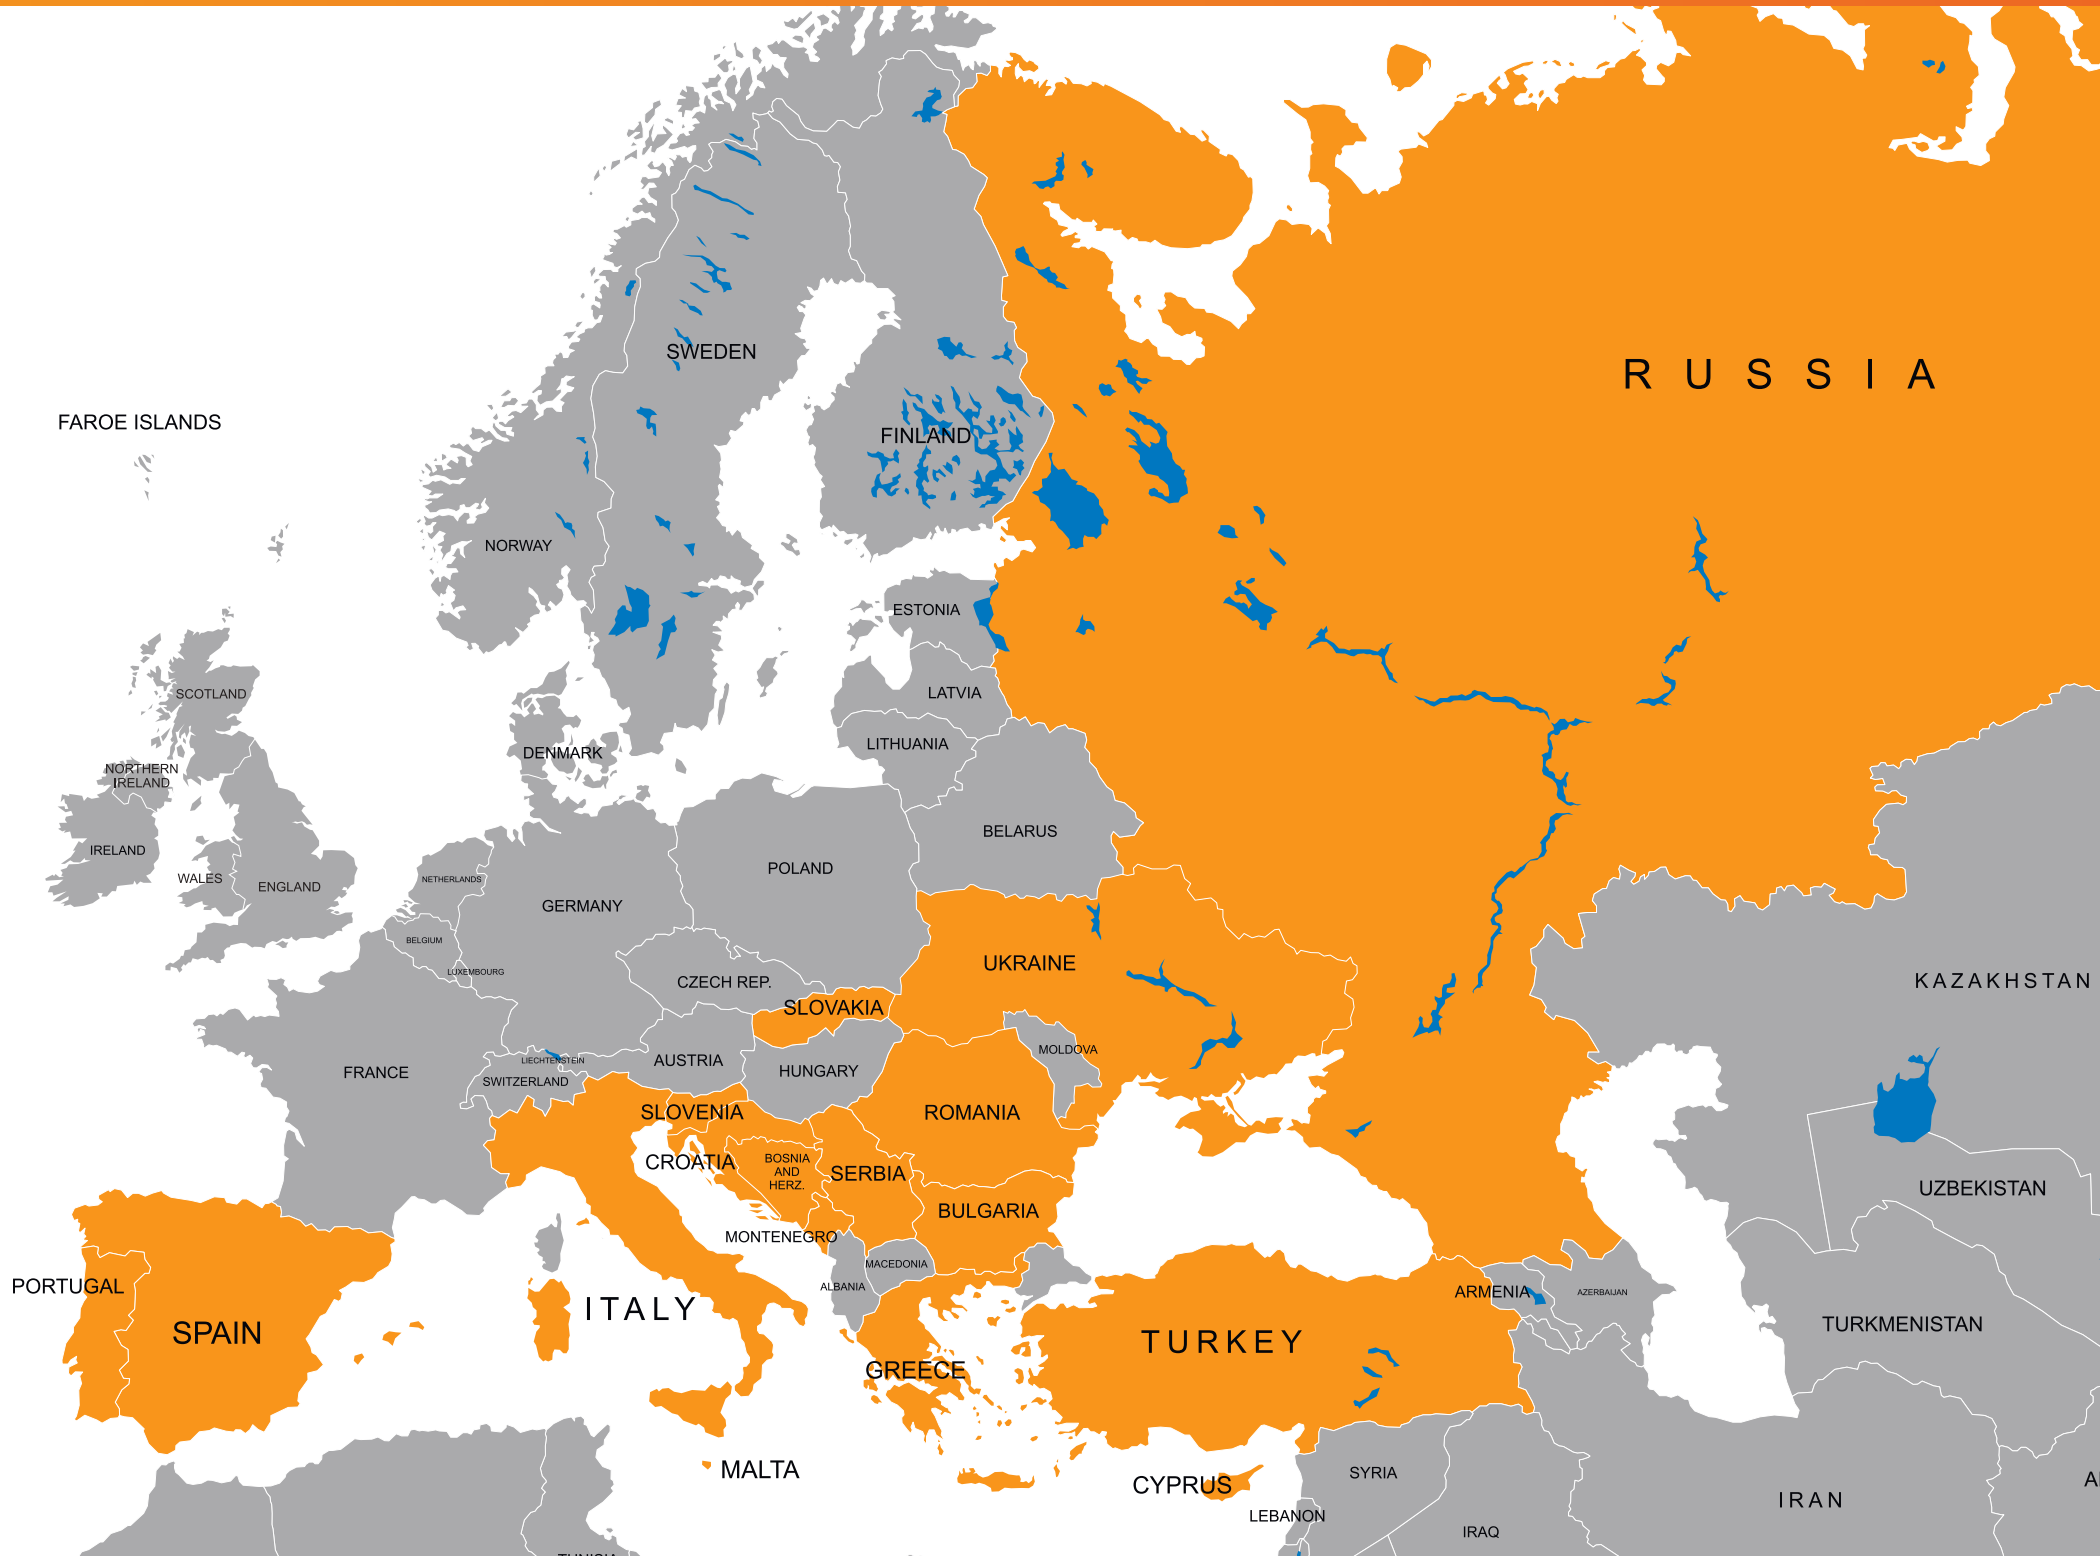 RUSSIA
SWEDEN
FAROE ISLANDS
FINLAND
NORWAY
ESTONIA
SCOTLAND
LATVIA
LITHUANIA
DENMARK
NORTHERN
IRELAND
BELARUS
IRELAND
POLAND
WALES
ENGLAND
NETHERLANDS
GERMANY
BELGIUM
UKRAINE
LUXEMBOURG
CZECH REP.
KAZAKHSTAN
SLOVAKIA
MOLDOVA
LIECHTENSTEIN
AUSTRIA
FRANCE
SWITZERLAND
HUNGARY
SLOVENIA
ROMANIA
CROATIA
BOSNIA
AND
HERZ.
SERBIA
UZBEKISTAN
BULGARIA
MONTENEGRO
MACEDONIA
PORTUGAL
ALBANIA
ARMENIA
AZERBAIJAN
ITALY
SPAIN
TURKMENISTAN
TURKEY
GREECE
MALTA
SYRIA
CYPRUS
IRAN
LEBANON
IRAQ